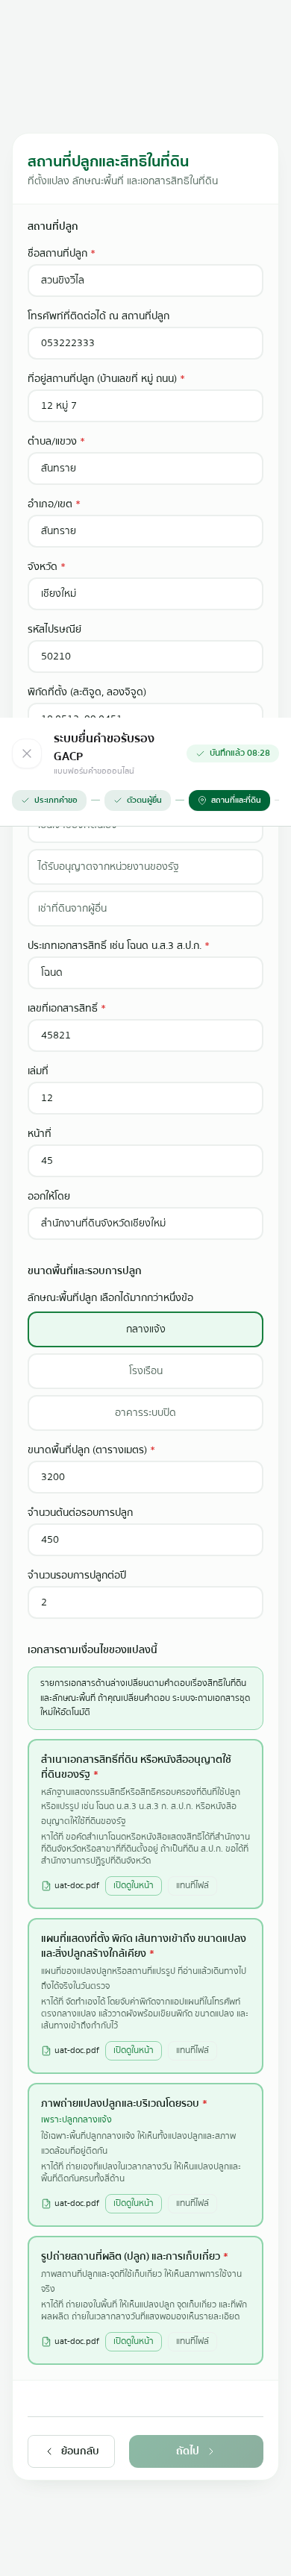 สถานที่ปลูกและสิทธิในที่ดิน
ที่ตั้งแปลง ลักษณะพื้นที่ และเอกสารสิทธิในที่ดิน
สถานที่ปลูก
ชื่อสถานที่ปลูก *
สวนขิงวิไล
โทรศัพท์ที่ติดต่อได้ ณ สถานที่ปลูก
053222333
ที่อยู่สถานที่ปลูก (บ้านเลขที่ หมู่ ถนน) *
12 หมู่ 7
ตำบล/แขวง *
สันทราย
อำเภอ/เขต *
สันทราย
จังหวัด *
เชียงใหม่
รหัสไปรษณีย์
50210
พิกัดที่ตั้ง (ละติจูด, ลองจิจูด)
ระบบยื่นคำขอรับรอง
GACP
แบบฟอร์มคำขอออนไลน์
บันทึกแล้ว 08:28
ประเภทคำขอ
ตัวตนผู้ยื่น
สถานที่และที่ดิน
ได้รับอนุญาตจากหน่วยงานของรัฐ
เช่าที่ดินจากผู้อื่น
ประเภทเอกสารสิทธิ์ เช่น โฉนด น.ส.3 ส.ป.ก. *
โฉนด
เลขที่เอกสารสิทธิ์ *
45821
เล่มที่
12
หน้าที่
45
ออกให้โดย
สำนักงานที่ดินจังหวัดเชียงใหม่
ขนาดพื้นที่และรอบการปลูก
ลักษณะพื้นที่ปลูก เลือกได้มากกว่าหนึ่งข้อ
กลางแจ้ง
โรงเรือน
อาคารระบบปิด
ขนาดพื้นที่ปลูก (ตารางเมตร) *
3200
จำนวนต้นต่อรอบการปลูก
450
จำนวนรอบการปลูกต่อปี
2
เอกสารตามเงื่อนไขของแปลงนี้
รายการเอกสารด้านล่างเปลี่ยนตามคำตอบเรื่องสิทธิในที่ดิน
และลักษณะพื้นที่ ถ้าคุณเปลี่ยนคำตอบ ระบบจะถามเอกสารชุด
ใหม่ให้อัตโนมัติ
สำเนาเอกสารสิทธิ์ที่ดิน หรือหนังสืออนุญาตใช้
ที่ดินของรัฐ *
หลักฐานแสดงกรรมสิทธิ์หรือสิทธิครอบครองที่ดินที่ใช้ปลูก
หรือแปรรูป เช่น โฉนด น.ส.3 น.ส.3 ก. ส.ป.ก. หรือหนังสือ
อนุญาตให้ใช้ที่ดินของรัฐ
หาได้ที่ ขอคัดสำเนาโฉนดหรือหนังสือแสดงสิทธิ์ได้ที่สำนักงาน
ที่ดินจังหวัดหรือสาขาที่ที่ดินตั้งอยู่ ถ้าเป็นที่ดิน ส.ป.ก. ขอได้ที่
สำนักงานการปฏิรูปที่ดินจังหวัด
uat-doc.pdf
เปิดดูในหน้า
แทนที่ไฟล์
แผนที่แสดงที่ตั้ง พิกัด เส้นทางเข้าถึง ขนาดแปลง
และสิ่งปลูกสร้างใกล้เคียง *
แผนที่ของแปลงปลูกหรือสถานที่แปรรูป ที่อ่านแล้วเดินทางไป
ถึงได้จริงในวันตรวจ
หาได้ที่ จัดทำเองได้ โดยจับค่าพิกัดจากแอปแผนที่ในโทรศัพท์
ตรงกลางแปลง แล้ววาดผังพร้อมเขียนพิกัด ขนาดแปลง และ
เส้นทางเข้าถึงกำกับไว้
uat-doc.pdf
เปิดดูในหน้า
แทนที่ไฟล์
ภาพถ่ายแปลงปลูกและบริเวณโดยรอบ *
เพราะปลูกกลางแจ้ง
ใช้เฉพาะพื้นที่ปลูกกลางแจ้ง ให้เห็นทั้งแปลงปลูกและสภาพ
แวดล้อมที่อยู่ติดกัน
หาได้ที่ ถ่ายเองที่แปลงในเวลากลางวัน ให้เห็นแปลงปลูกและ
พื้นที่ติดกันครบทั้งสี่ด้าน
uat-doc.pdf
เปิดดูในหน้า
แทนที่ไฟล์
รูปถ่ายสถานที่ผลิต (ปลูก) และการเก็บเกี่ยว *
ภาพสถานที่ปลูกและจุดที่ใช้เก็บเกี่ยว ให้เห็นสภาพการใช้งาน
จริง
หาได้ที่ ถ่ายเองในพื้นที่ ให้เห็นแปลงปลูก จุดเก็บเกี่ยว และที่พัก
ผลผลิต ถ่ายในเวลากลางวันที่แสงพอมองเห็นรายละเอียด
uat-doc.pdf
เปิดดูในหน้า
แทนที่ไฟล์
ย้อนกลับ
ถัดไป